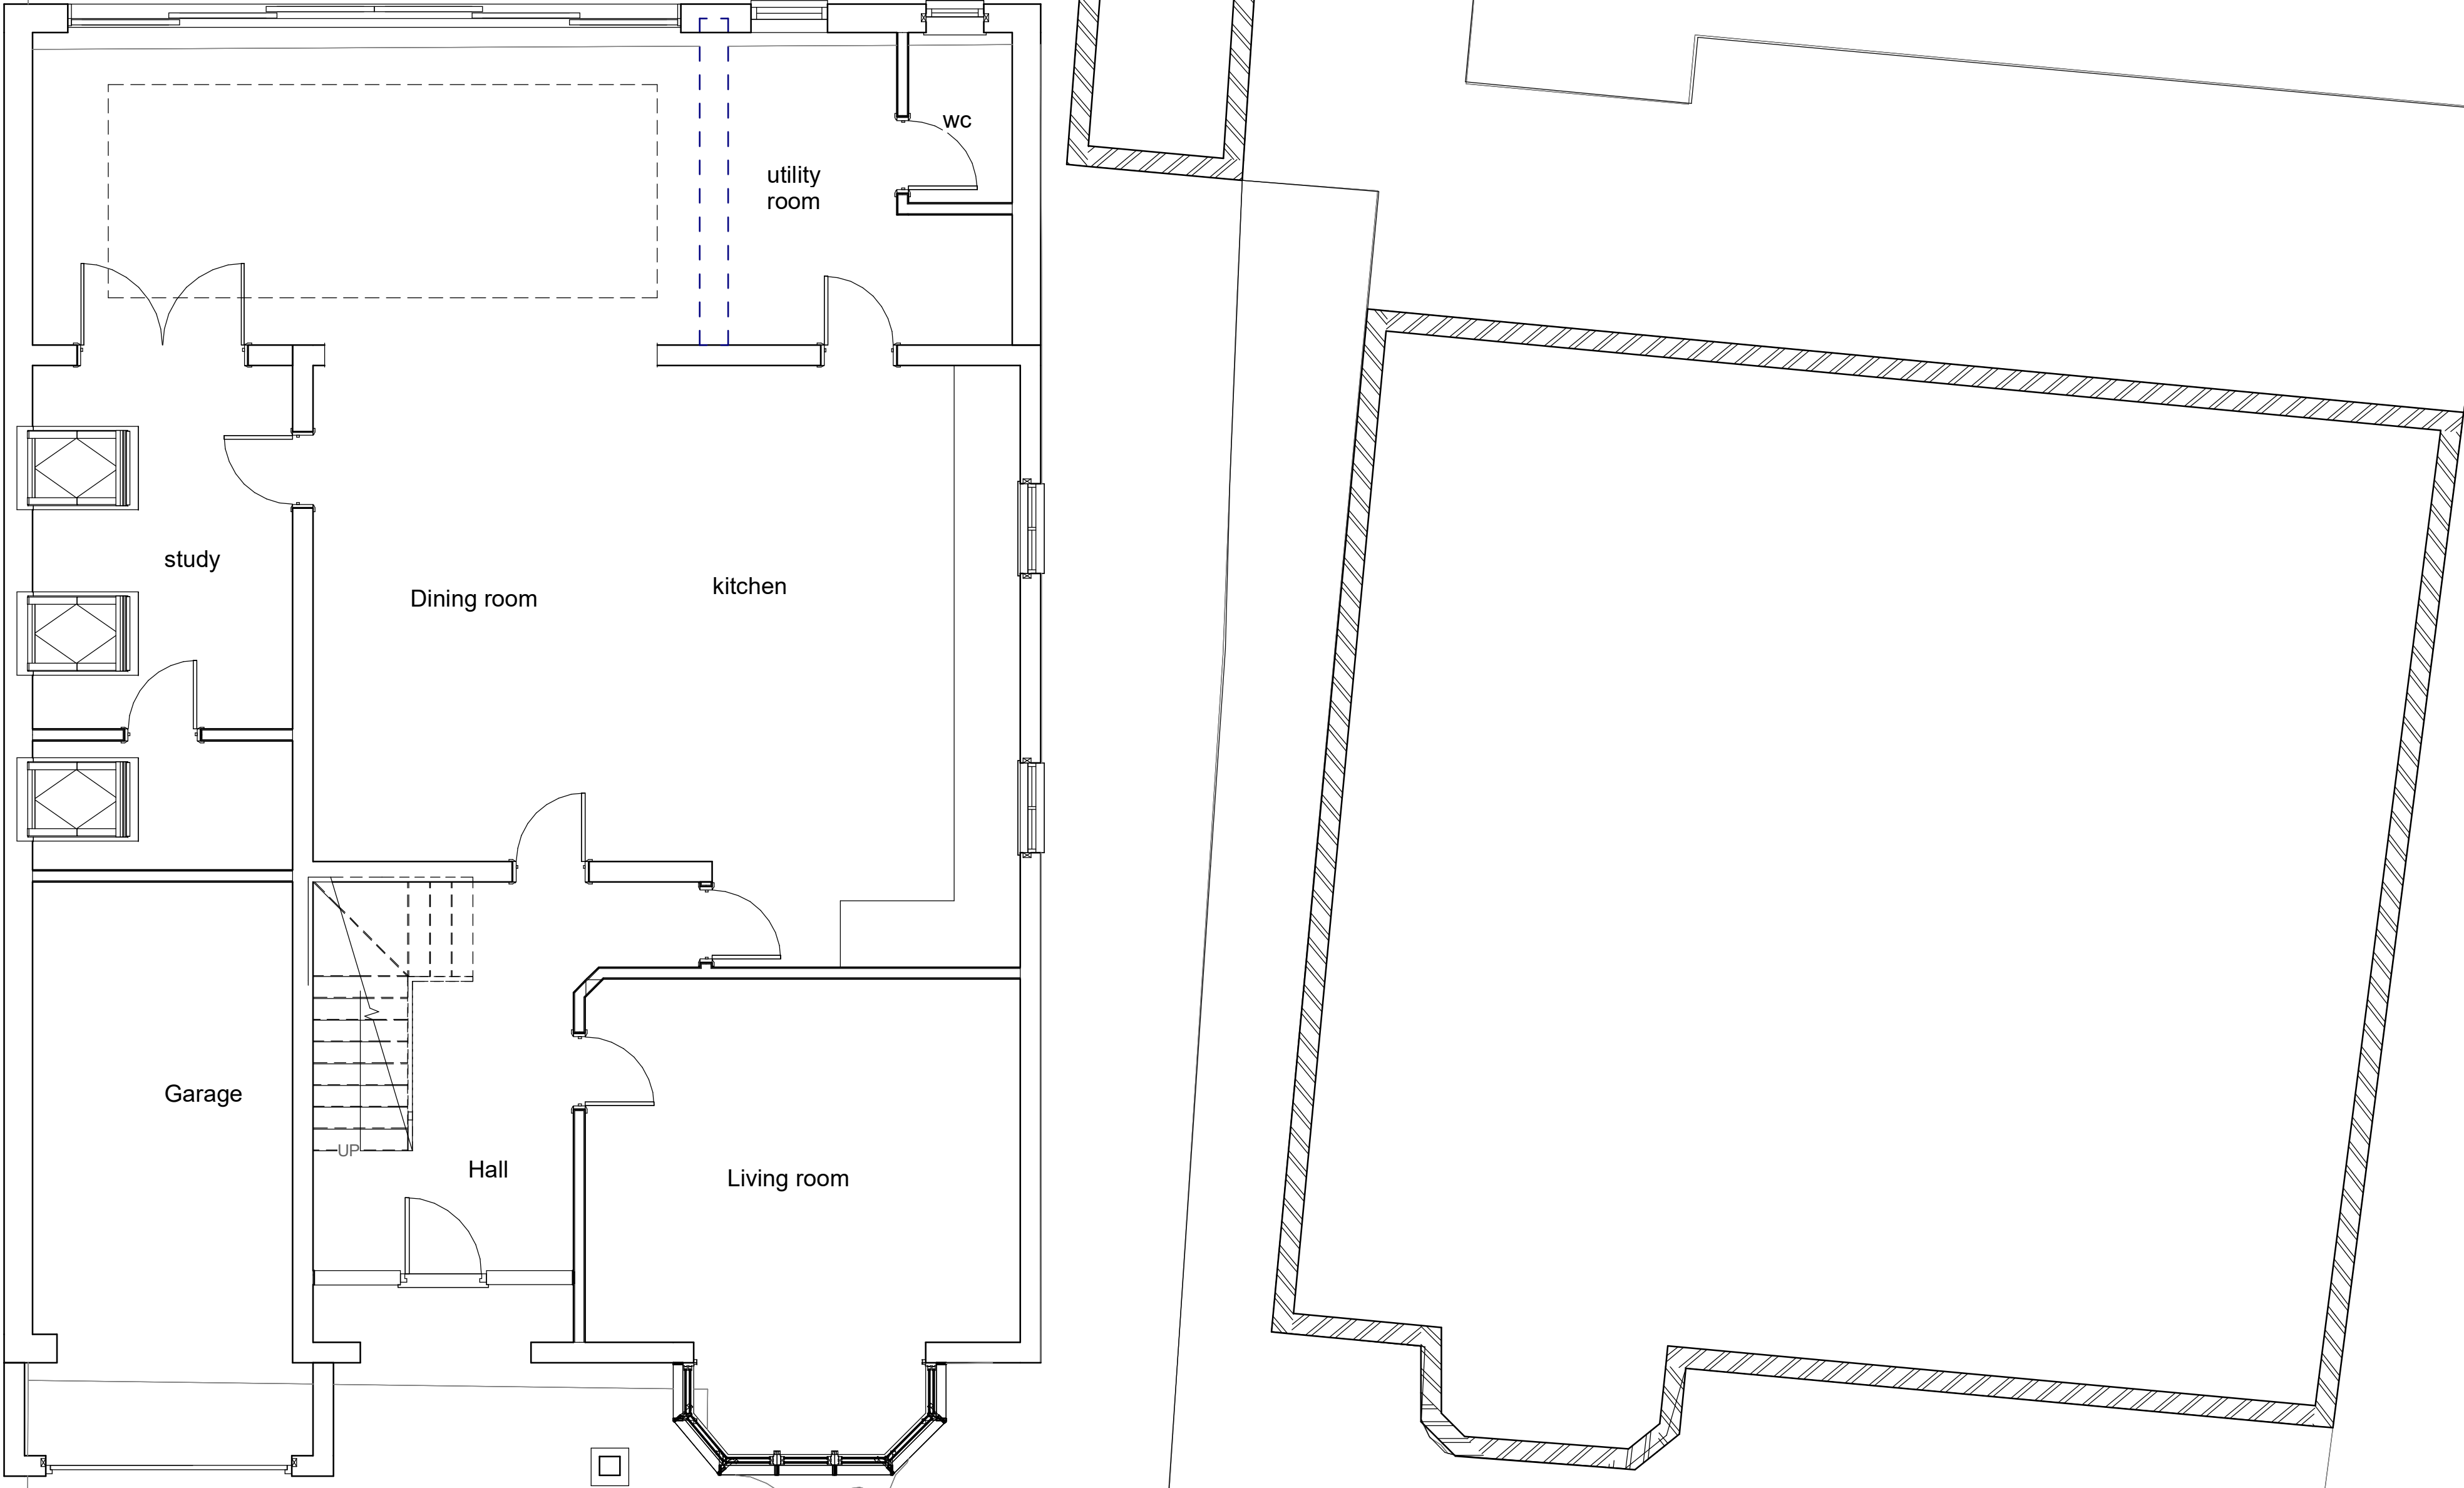 wc
utility
room
study
Dining room
kitchen
Garage
UP
Hall
Living room